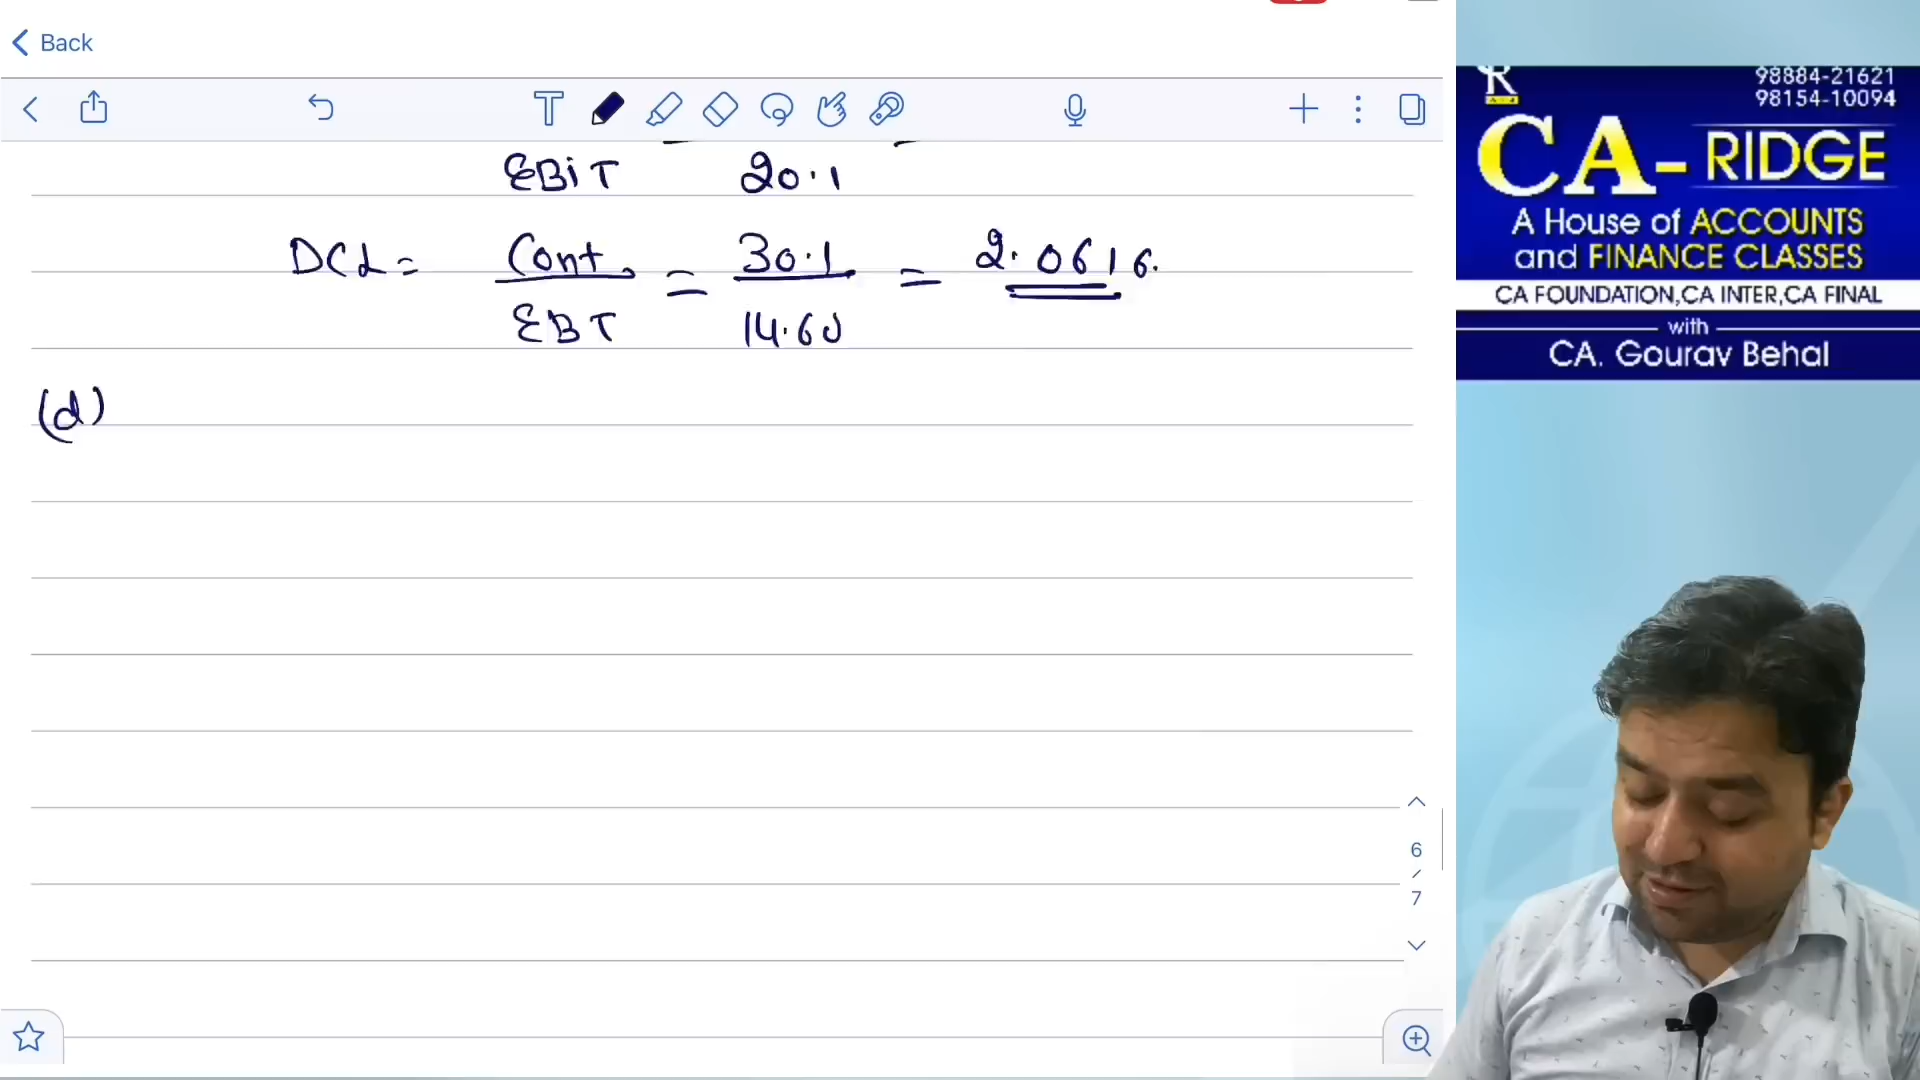 Back
T
EBIT 20.1
DCL = Cont. = 30.1 = 2.0616.
EBT 14.60
(d)
6
/
7
R
98884-21621
98154-10094
CA-RIDGE
A House of ACCOUNTS
and FINANCE CLASSES
CA FOUNDATION,CA INTER,CA FINAL
with
CA. Gourav Behal